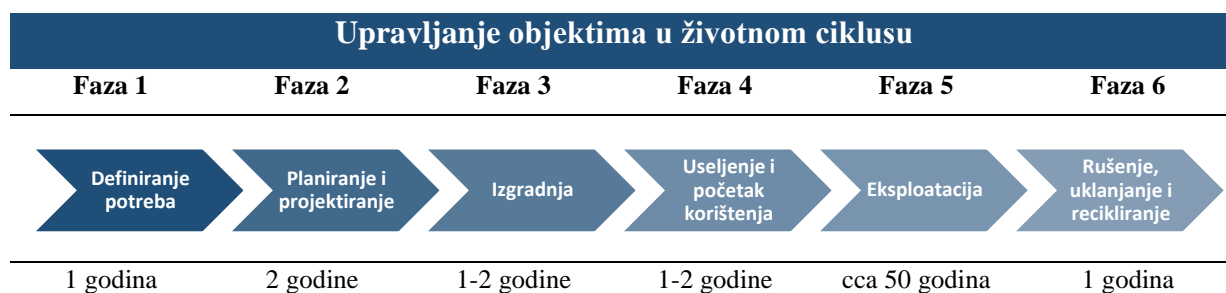 Upravljanje objektima u životnom ciklusu
Faza 1 Faza 2 Faza 3 Faza 4 Faza 5 Faza 6
Definiranje
potreba
Planiranje i
projektiranje
Izgradnja
Useljenje i
početak
korištenja
Eksploatacija
Rušenje,
uklanjanje i
recikliranje
1 godina 2 godine 1-2 godine 1-2 godine cca 50 godina 1 godina